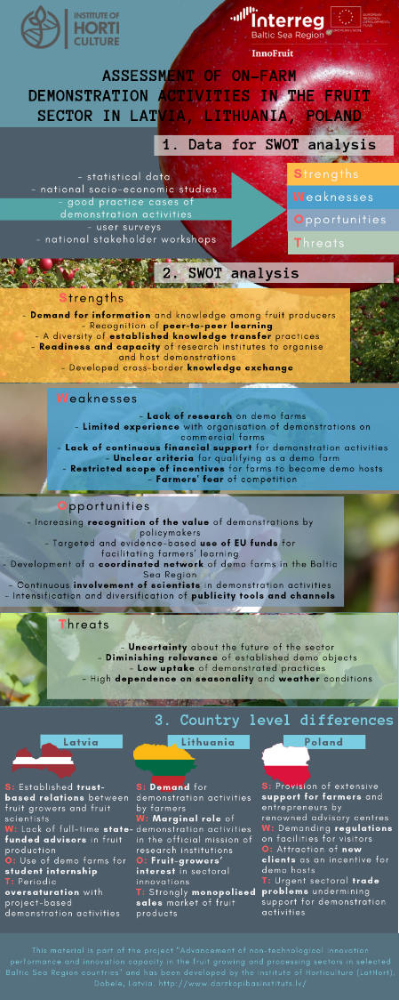 INSTITUTE OF
HORTI
CULTURE
Interreg
Baltic Sea Region
EUROPEAN
REGIONAL
DEVELOPMENT
FUND
EUROPEAN UNION
InnoFruit
ASSESSMENT OF ON-FARM
DEMONSTRATION ACTIVITIES IN THE FRUIT
SECTOR IN LATVIA, LITHUANIA, POLAND
1. Data for SWOT analysis
- statistical data
- national socio-economic studies
- good practice cases of
demonstration activities
- user surveys
- national stakeholder workshops
Strengths
Weaknesses
Opportunities
Threats
2. SWOT analysis
Strengths
- Demand for information and knowledge among fruit producers
- Recognition of peer-to-peer learning
- A diversity of established knowledge transfer practices
- Readiness and capacity of research institutes to organise
and host demonstrations
- Developed cross-border knowledge exchange
Weaknesses
- Lack of research on demo farms
- Limited experience with organisation of demonstrations on
commercial farms
- Lack of continuous financial support for demonstration activities
- Unclear criteria for qualifying as a demo farm
- Restricted scope of incentives for farms to become demo hosts
- Farmers' fear of competition
Opportunities
- Increasing recognition of the value of demonstrations by
policymakers
- Targeted and evidence-based use of EU funds for
facilitating farmers' learning
- Development of a coordinated network of demo farms in the Baltic
Sea Region
- Continuous involvement of scientists in demonstration activities
- Intensification and diversification of publicity tools and channels
Threats
- Uncertainty about the future of the sector
- Diminishing relevance of established demo objects
- Low uptake of demonstrated practices
- High dependence on seasonality and weather conditions
3. Country level differences
Latvia
S: Established trust-
based relations between
fruit growers and fruit
scientists
W: Lack of full-time state-
funded advisors in fruit
production
O: Use of demo farms for
student internship
T: Periodic
oversaturation with
project-based
demonstration activities
Lithuania
S: Demand for
demonstration activities
by farmers
W: Marginal role of
demonstration activities
in the official mission of
research institutions
O: Fruit-growers'
interest in sectoral
innovations
T: Strongly monopolised
sales market of fruit
products
Poland
S: Provision of extensive
support for farmers and
entrepreneurs by
renowned advisory centres
W: Demanding regulations
on facilities for visitors
O: Attraction of new
clients as an incentive for
demo hosts
T: Urgent sectoral trade
problems undermining
support for demonstration
activities
This material is part of the project "Advancement of non-technological innovation
performance and innovation capacity in the fruit growing and processing sectors in selected
Baltic Sea Region countries" and has been developed by the Institute of Horticulture (LatHort),
Dobele, Latvia. http://www.darzkopibasinstituts.lv/